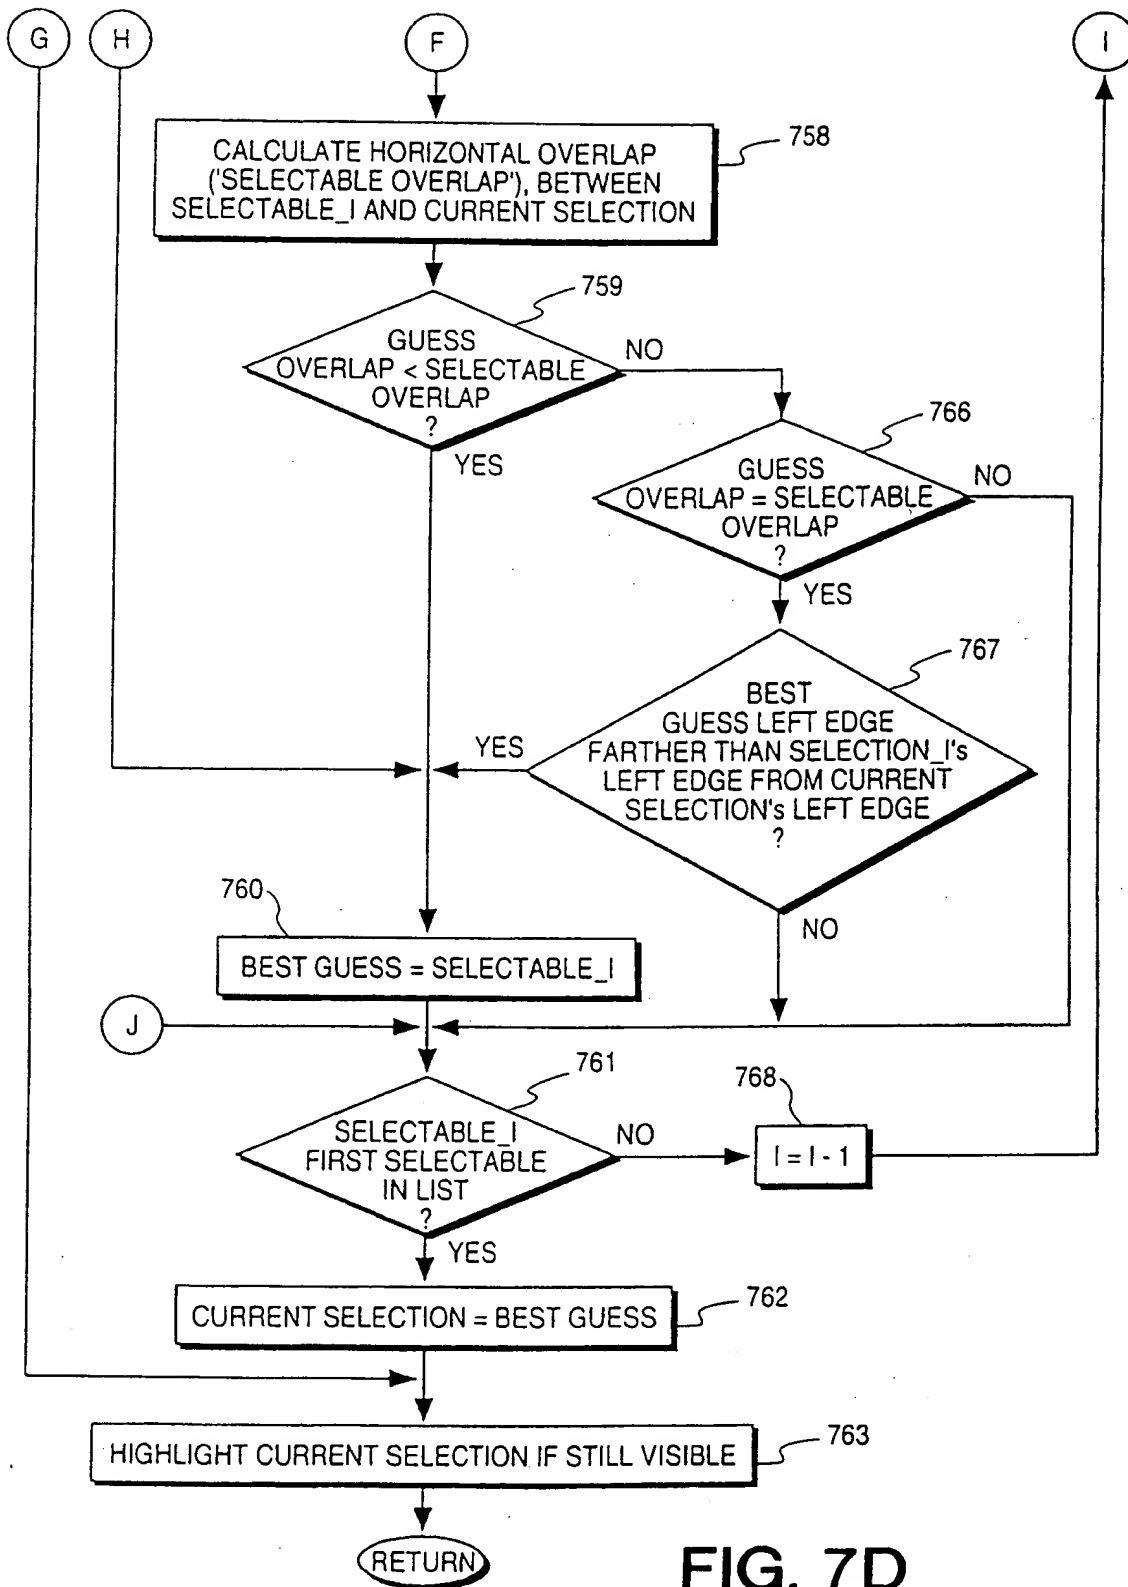 G
H
F
I
758
CALCULATE HORIZONTAL OVERLAP
('SELECTABLE OVERLAP'), BETWEEN
SELECTABLE_I AND CURRENT SELECTION
759
GUESS
OVERLAP < SELECTABLE
OVERLAP
?
NO
YES
766
GUESS
OVERLAP = SELECTABLE
OVERLAP
?
NO
YES
767
BEST
GUESS LEFT EDGE
FARTHER THAN SELECTION_I's
LEFT EDGE FROM CURRENT
SELECTION's LEFT EDGE
?
YES
NO
760
BEST GUESS = SELECTABLE_I
J
761
SELECTABLE_I
FIRST SELECTABLE
IN LIST
?
NO
768
I = I - 1
YES
762
CURRENT SELECTION = BEST GUESS
763
HIGHLIGHT CURRENT SELECTION IF STILL VISIBLE
RETURN
FIG. 7D